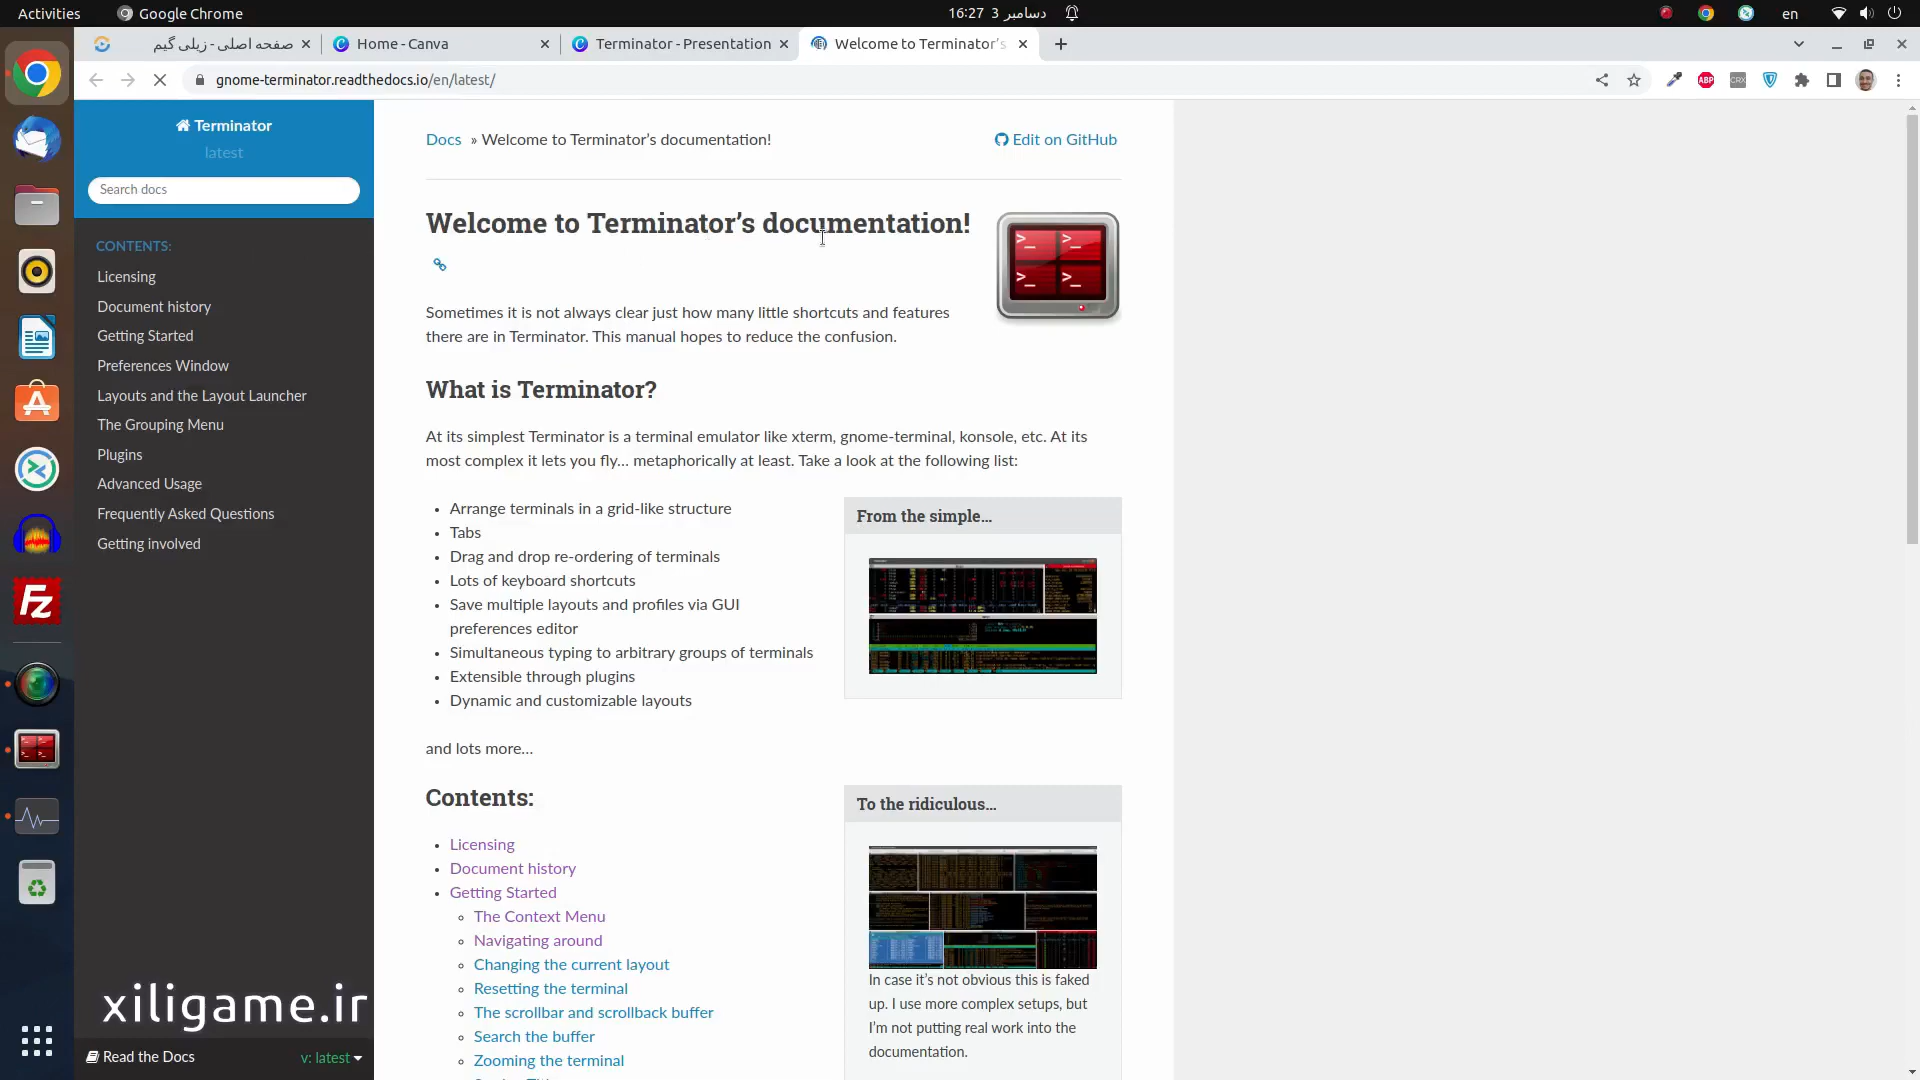 Activities
Google Chrome
16:27 3 دسامبر
en
صفحه اصلی - زیلی گیم
Home - Canva
Terminator - Presentation
Welcome to Terminator's
gnome-terminator.readthedocs.io/en/latest/
ABP
CRX
Terminator
latest
Search docs
CONTENTS:
Licensing
Document history
Getting Started
Preferences Window
Layouts and the Layout Launcher
The Grouping Menu
Plugins
Advanced Usage
Frequently Asked Questions
Getting involved
xiligame.ir
Read the Docs
v: latest
Docs » Welcome to Terminator’s documentation!
Edit on GitHub
Welcome to Terminator’s documentation!
Sometimes it is not always clear just how many little shortcuts and features
there are in Terminator. This manual hopes to reduce the confusion.
What is Terminator?
At its simplest Terminator is a terminal emulator like xterm, gnome-terminal, konsole, etc. At its
most complex it lets you fly… metaphorically at least. Take a look at the following list:
Arrange terminals in a grid-like structure
Tabs
Drag and drop re-ordering of terminals
Lots of keyboard shortcuts
Save multiple layouts and profiles via GUI
preferences editor
Simultaneous typing to arbitrary groups of terminals
Extensible through plugins
Dynamic and customizable layouts
From the simple…
and lots more…
Contents:
Licensing
Document history
Getting Started
The Context Menu
Navigating around
Changing the current layout
Resetting the terminal
The scrollbar and scrollback buffer
Search the buffer
Zooming the terminal
To the ridiculous…
In case it’s not obvious this is faked
up. I use more complex setups, but
I’m not putting real work into the
documentation.